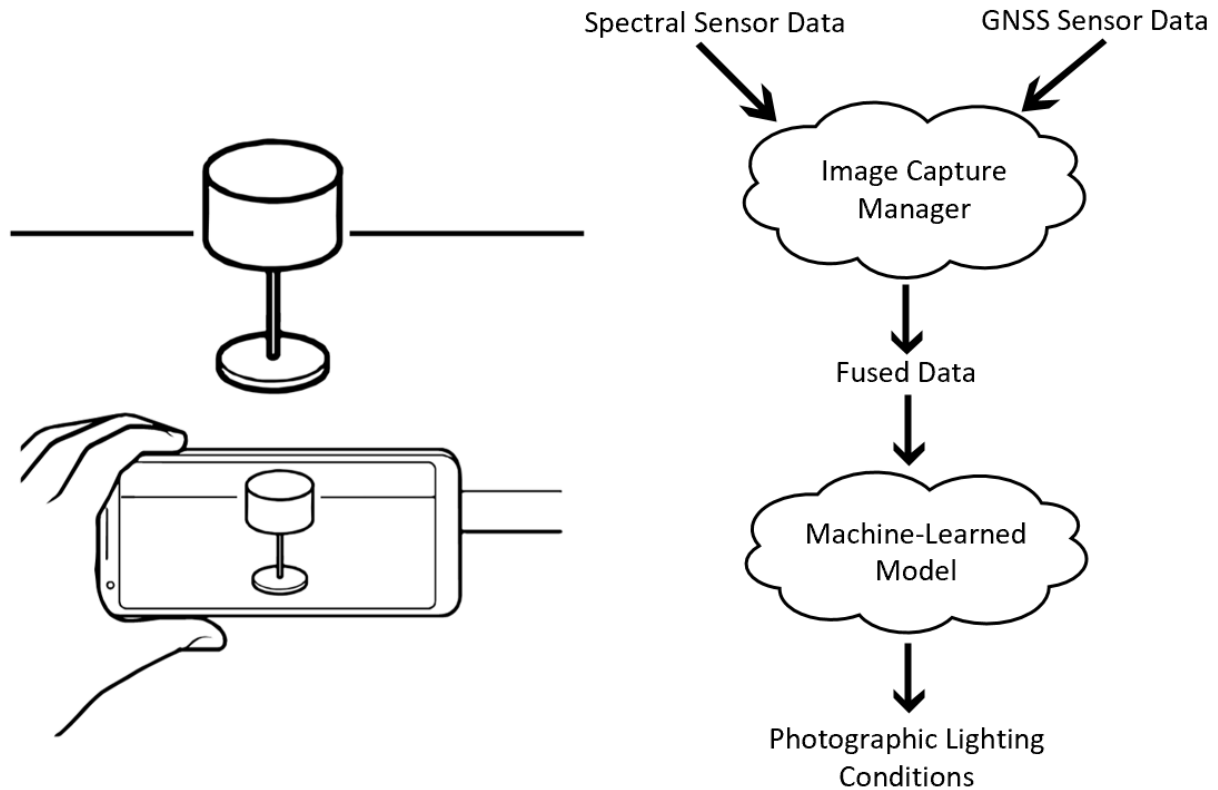 Spectral Sensor Data
GNSS Sensor Data
Image Capture
Manager
Fused Data
Machine-Learned
Model
Photographic Lighting
Conditions